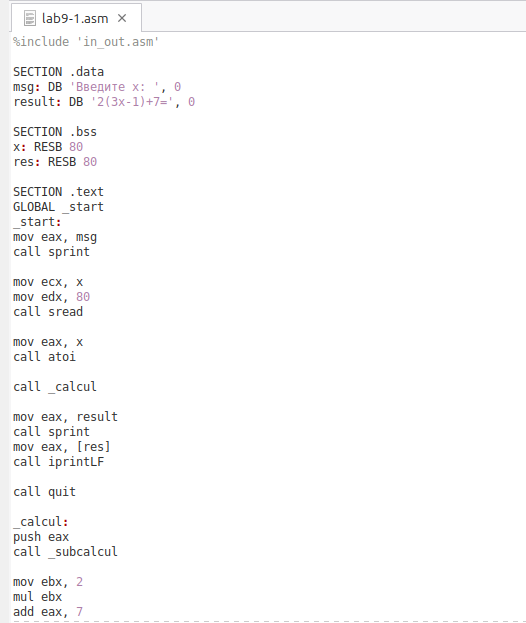 lab9-1.asm
%include 'in_out.asm'
SECTION .data
msg: DB 'Введите x: ', 0
result: DB '2(3x-1)+7=', 0
SECTION .bss
x: RESB 80
res: RESB 80
SECTION .text
GLOBAL _start
_start:
mov eax, msg
call sprint
mov ecx, x
mov edx, 80
call sread
mov eax, x
call atoi
call _calcul
mov eax, result
call sprint
mov eax, [res]
call iprintLF
call quit
_calcul:
push eax
call _subcalcul
mov ebx, 2
mul ebx
add eax, 7